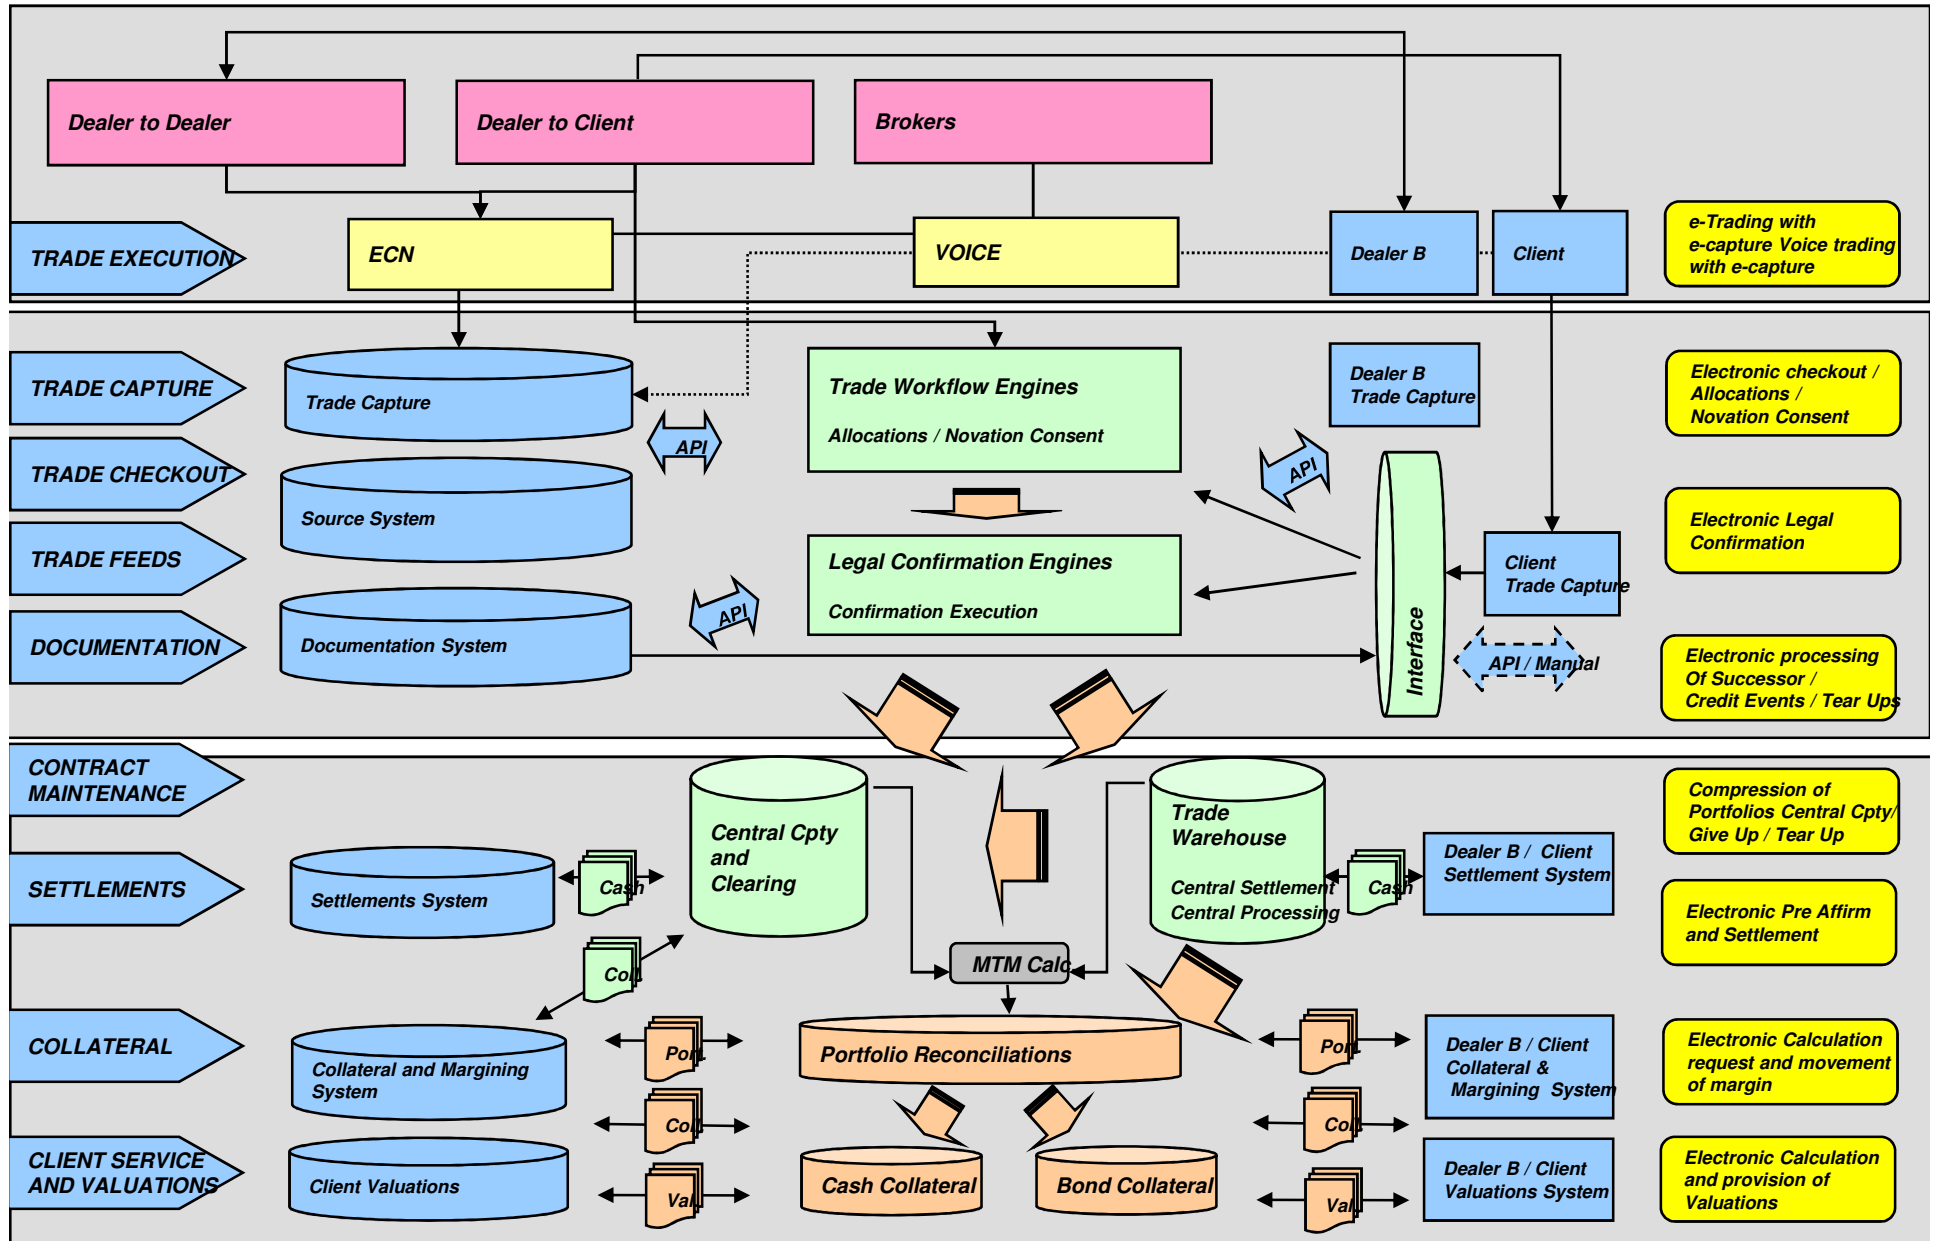 Dealer to Dealer
Dealer to Client
Brokers
TRADE EXECUTION
ECN
VOICE
Dealer B
Client
e-Trading with
e-capture Voice trading
with e-capture
TRADE CAPTURE
Trade Capture
API
Trade Workflow Engines
Allocations / Novation Consent
Dealer B
Trade Capture
API
Electronic checkout /
Allocations /
Novation Consent
TRADE CHECKOUT
Source System
TRADE FEEDS
Legal Confirmation Engines
Confirmation Execution
Interface
Client
Trade Capture
Electronic Legal
Confirmation
DOCUMENTATION
Documentation System
API
API / Manual
Electronic processing
Of Successor /
Credit Events / Tear Ups
CONTRACT
MAINTENANCE
Central Cpty
and
Clearing
Trade
Warehouse
Central Settlement
Central Processing
Compression of
Portfolios Central Cpty/
Give Up / Tear Up
SETTLEMENTS
Settlements System
Cash
Cash
Dealer B / Client
Settlement System
Electronic Pre Affirm
and Settlement
Coll.
MTM Calc
COLLATERAL
Collateral and Margining
System
Port.
Portfolio Reconciliations
Port.
Dealer B / Client
Collateral &
Margining System
Electronic Calculation
request and movement
of margin
Coll.
Coll.
CLIENT SERVICE
AND VALUATIONS
Client Valuations
Val.
Cash Collateral
Bond Collateral
Val.
Dealer B / Client
Valuations System
Electronic Calculation
and provision of
Valuations